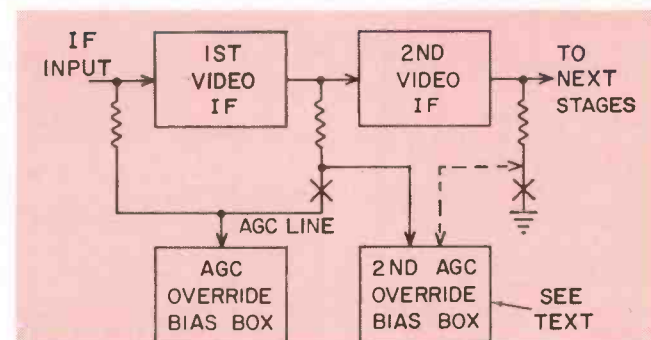 IF
INPUT
1ST
VIDEO
IF
2ND
VIDEO
IF
TO
NEXT
STAGES
AGC LINE
AGC
OVERRIDE
BIAS BOX
2ND AGC
OVERRIDE
BIAS BOX
SEE
TEXT